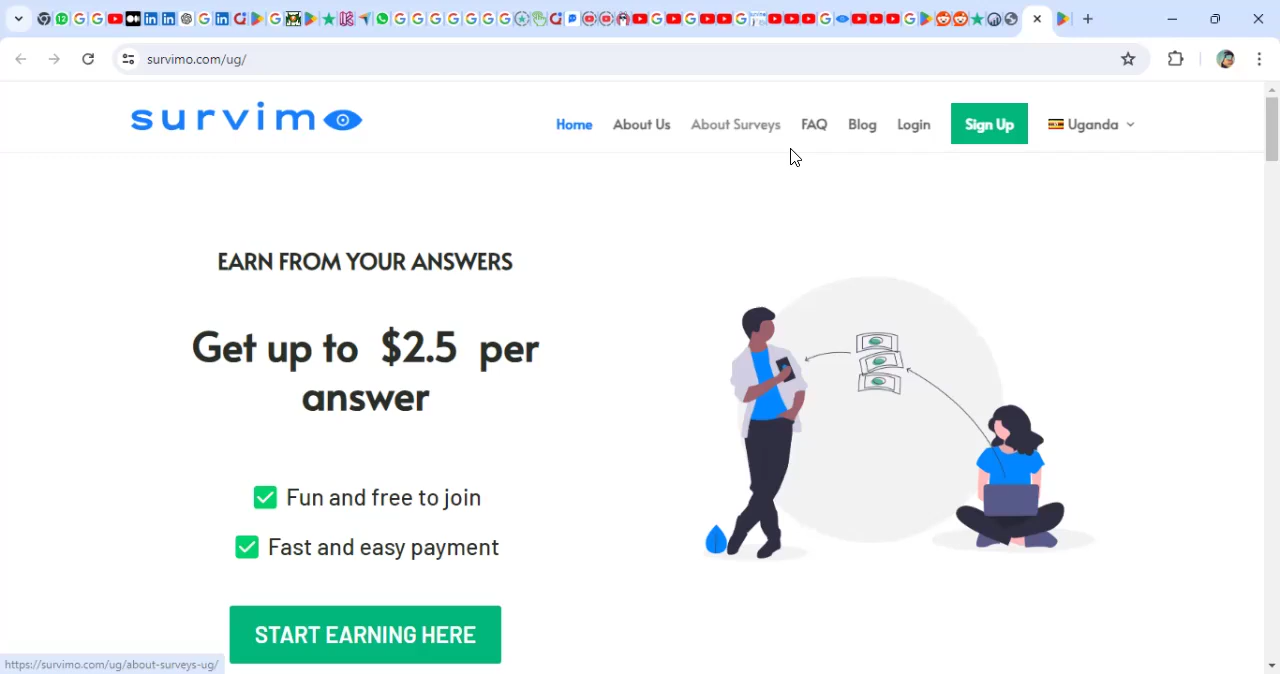 survimo.com/ug/
survimo
Home About Us About Surveys FAQ Blog Login Sign Up Uganda
EARN FROM YOUR ANSWERS
Get up to $2.5 per
answer
Fun and free to join
Fast and easy payment
START EARNING HERE
https://survimo.com/ug/about-surveys-ug/